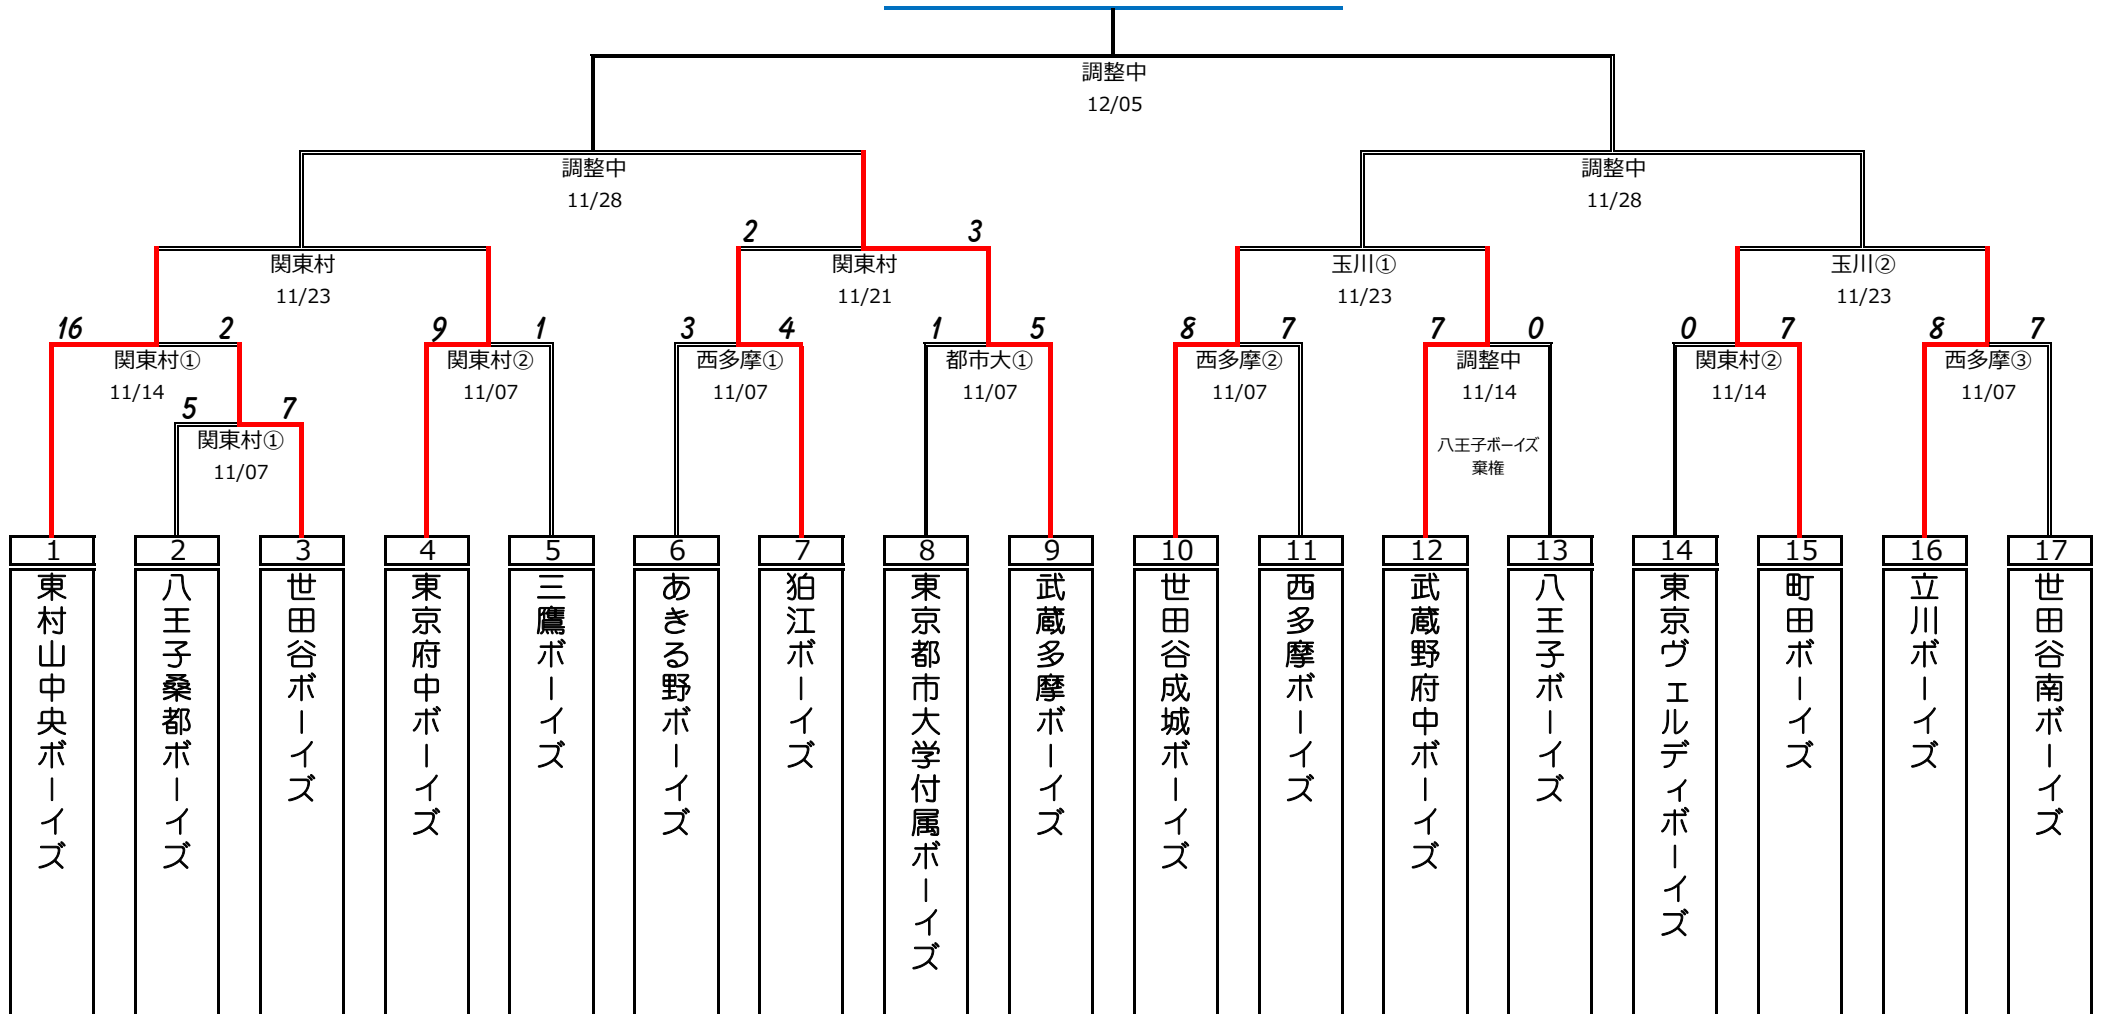 調整中
12/05
調整中
11/28
調整中
11/28
2 3
関東村
11/23
関東村
11/21
玉川①
11/23
玉川②
11/23
16 2
関東村①
11/14
9 1
関東村②
11/07
3 4
西多摩①
11/07
1 5
都市大①
11/07
8 7
西多摩②
11/07
7 0
調整中
11/14
八王子ボーイズ
棄権
0 7
関東村②
11/14
8 7
西多摩③
11/07
5 7
関東村①
11/07
1
東村山中央ボーイズ
2
八王子桑都ボーイズ
3
世田谷ボーイズ
4
東京府中ボーイズ
5
三鷹ボーイズ
6
あきる野ボーイズ
7
狛江ボーイズ
8
東京都市大学付属ボーイズ
9
武蔵多摩ボーイズ
10
世田谷成城ボーイズ
11
西多摩ボーイズ
12
武蔵野府中ボーイズ
13
八王子ボーイズ
14
東京ヴェルディボーイズ
15
町田ボーイズ
16
立川ボーイズ
17
世田谷南ボーイズ